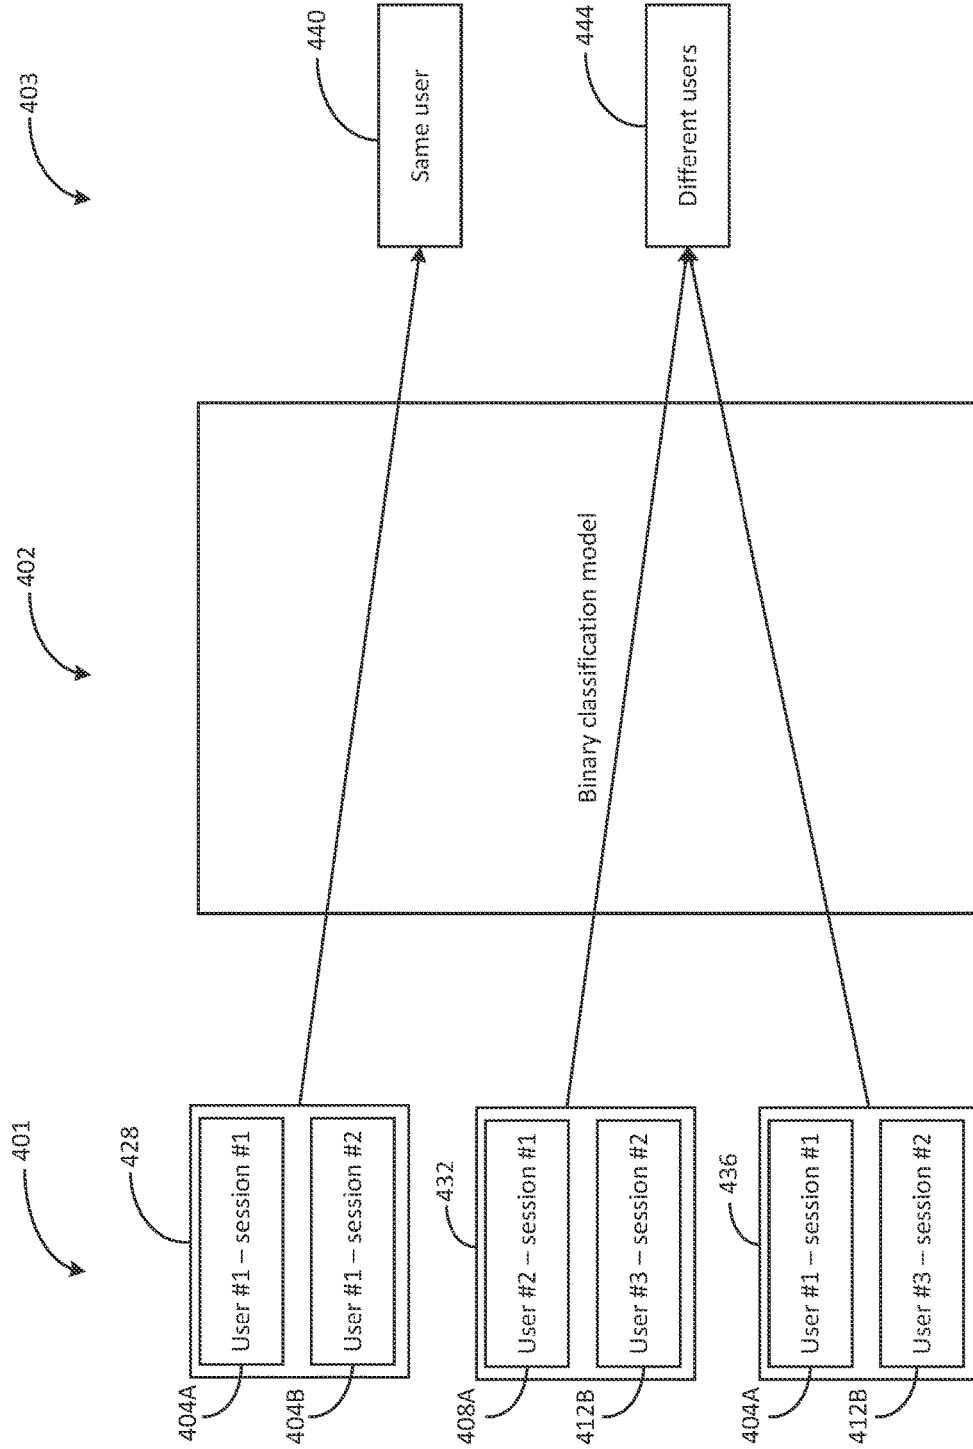 401
402
403
428
404A
User #1 – session #1
404B
User #1 – session #2
432
408A
User #2 – session #1
412B
User #3 – session #2
436
404A
User #1 – session #1
412B
User #3 – session #2
Binary classification model
440
Same user
444
Different users